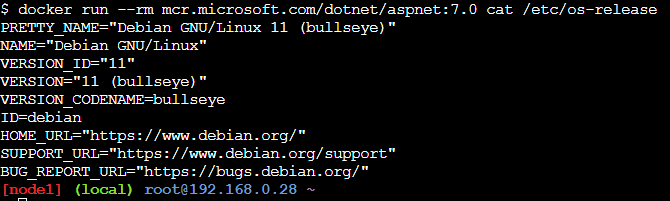 $ docker run --rm mcr.microsoft.com/dotnet/aspnet:7.0 cat /etc/os-release
PRETTY_NAME="Debian GNU/Linux 11 (bullseye)"
NAME="Debian GNU/Linux"
VERSION_ID="11"
VERSION="11 (bullseye)"
VERSION_CODENAME=bullseye
ID=debian
HOME_URL="https://www.debian.org/"
SUPPORT_URL="https://www.debian.org/support"
BUG_REPORT_URL="https://bugs.debian.org/"
[node1] (local) root@192.168.0.28 ~